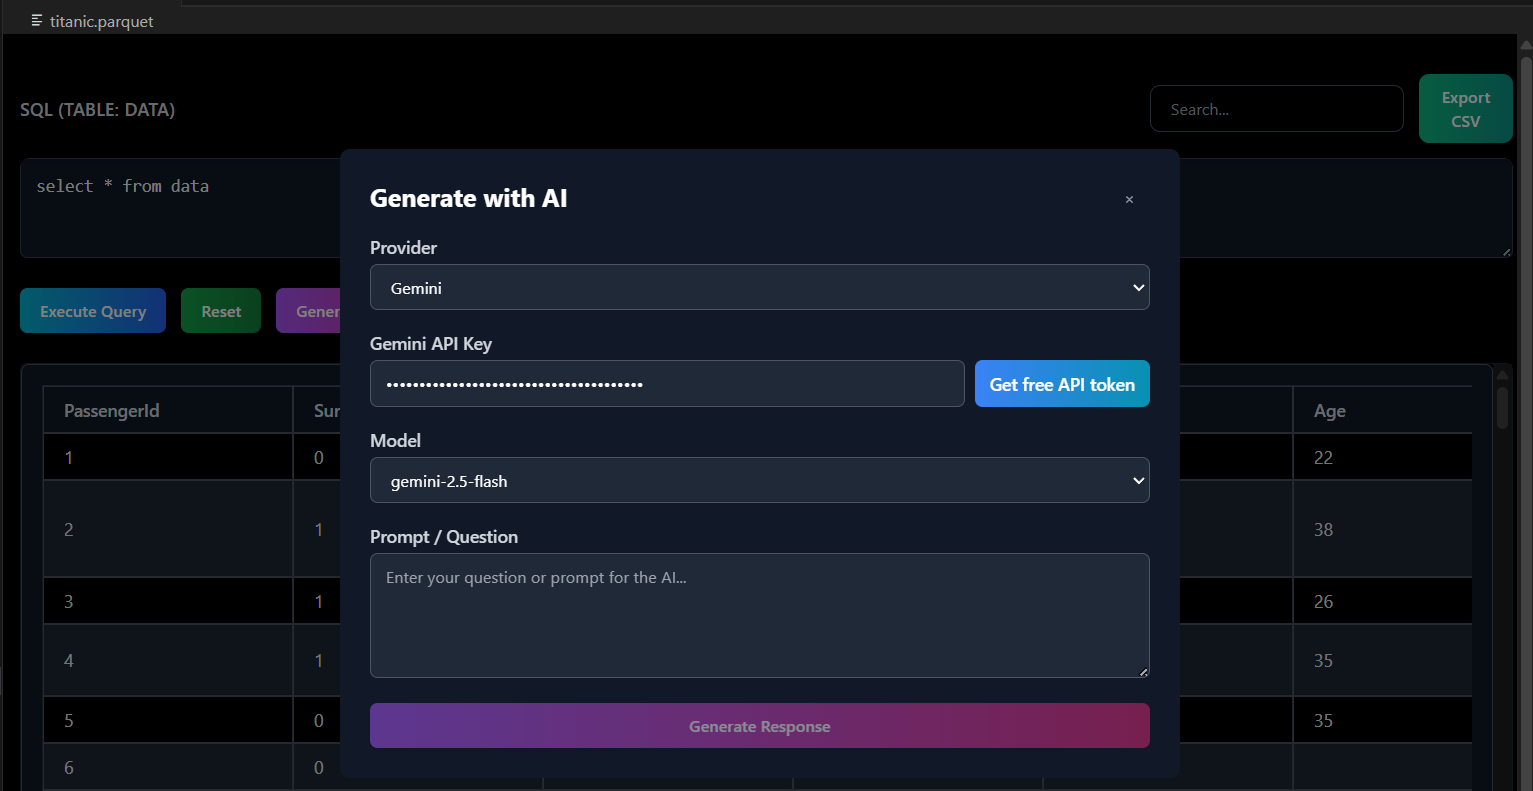 titanic.parquet
SQL (TABLE: DATA)
Search...
Export
CSV
select * from data
Generate with AI
×
Provider
Gemini
Execute Query
Reset
Gener
Gemini API Key
•••••••••••••••••••••••••••••••••••••••
Get free API token
PassengerId
Sur
Age
Model
1
0
22
gemini-2.5-flash
2
1
38
Prompt / Question
Enter your question or prompt for the AI...
3
1
26
4
1
35
5
0
35
Generate Response
6
0